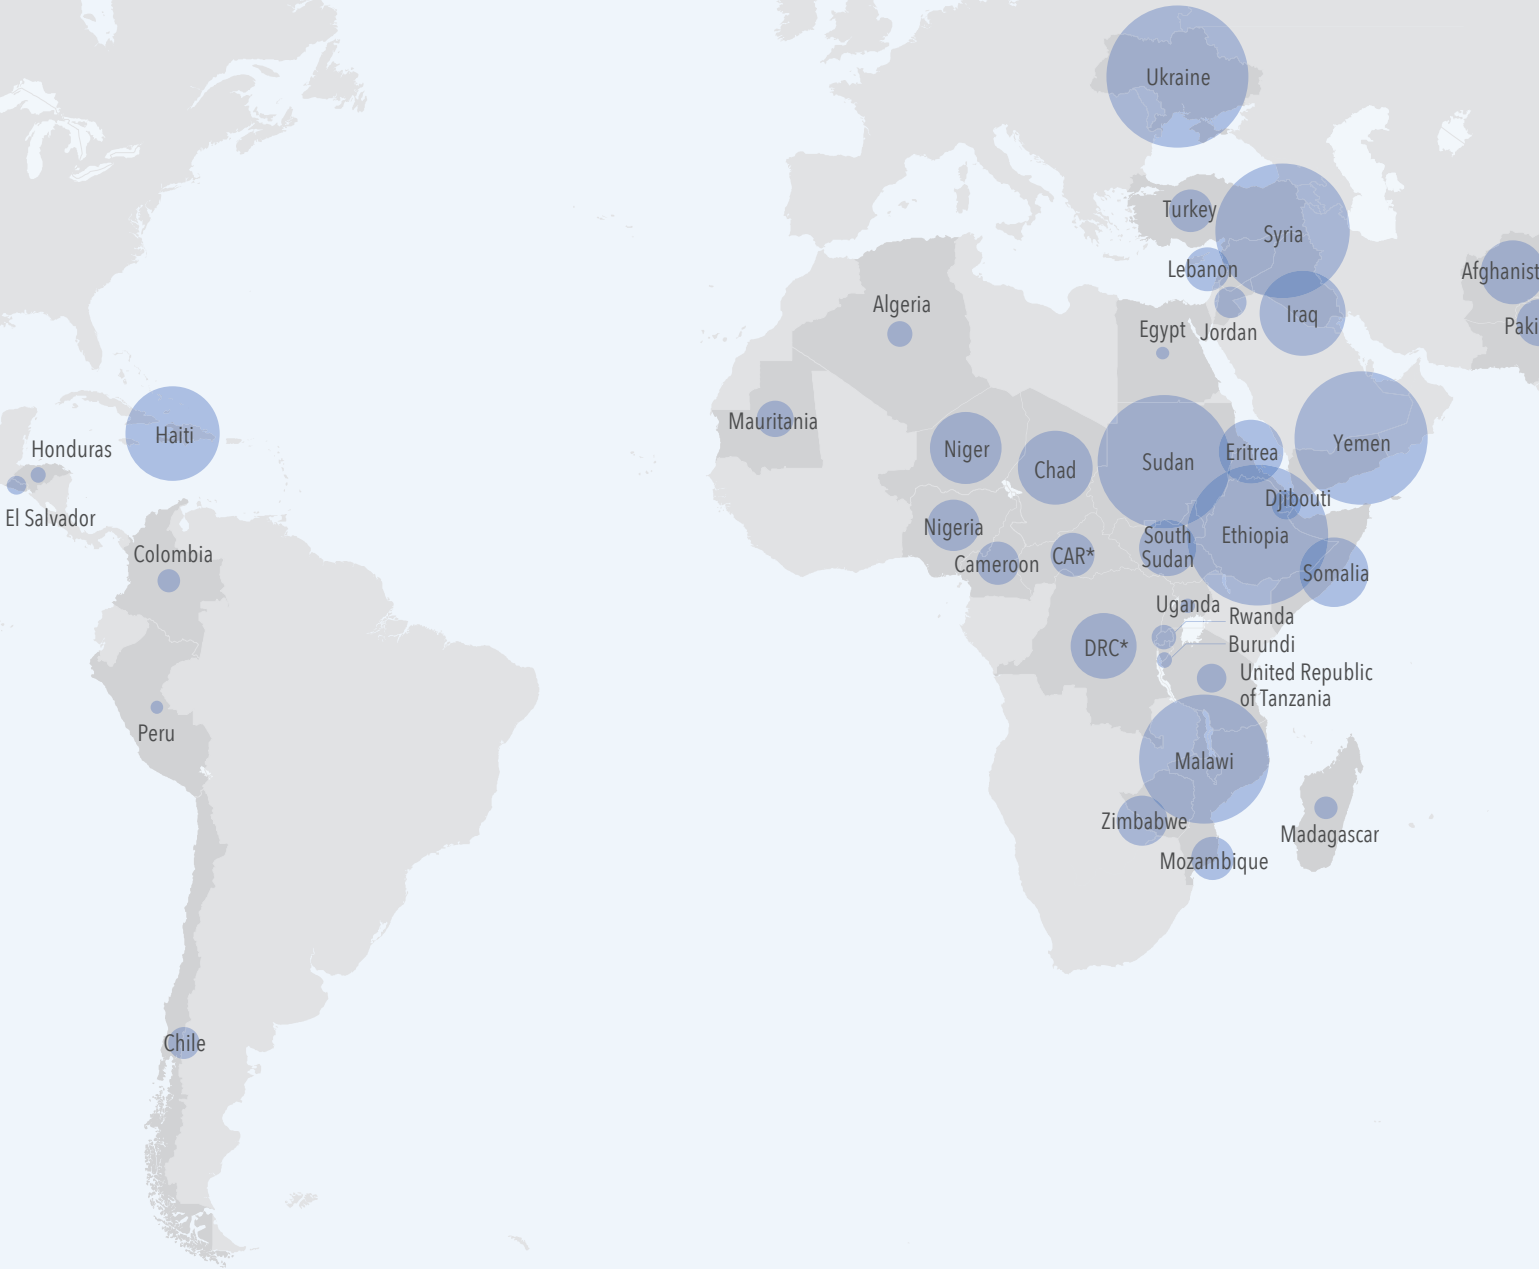 Ukraine
Turkey
Syria
Lebanon
Afghanist
Algeria
Iraq
Egypt
Jordan
Paki
Mauritania
Haiti
Honduras
Niger
Chad
Sudan
Eritrea
Yemen
Djibouti
El Salvador
Nigeria
South
Sudan
Ethiopia
Colombia
Cameroon
CAR*
Somalia
Uganda
Rwanda
DRC*
Burundi
United Republic
of Tanzania
Peru
Malawi
Zimbabwe
Madagascar
Mozambique
Chile